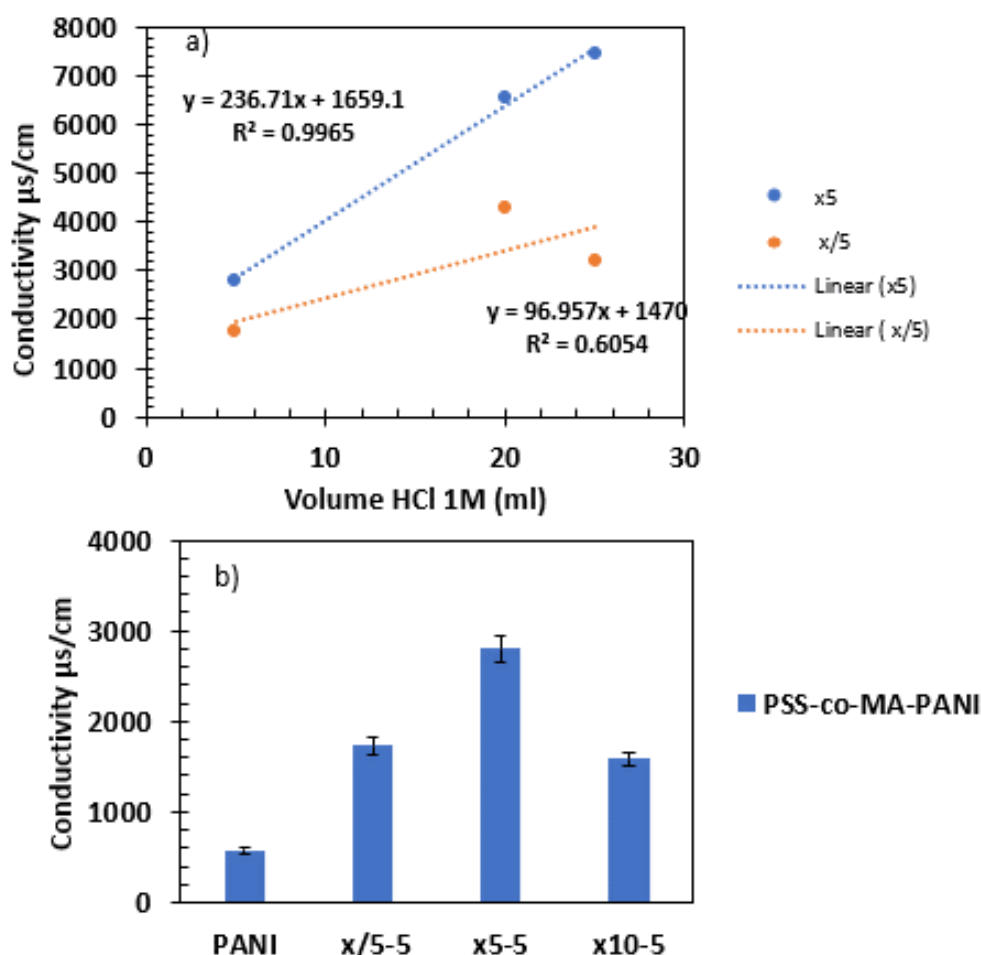 a)
8000
7000
6000
5000
4000
3000
2000
1000
0
Conductivity µs/cm
y = 236.71x + 1659.1
R² = 0.9965
y = 96.957x + 1470
R² = 0.6054
0 10 20 30
Volume HCl 1M (ml)
x5
x/5
Linear (x5)
Linear ( x/5)
b)
4000
3000
2000
1000
0
Conductivity µs/cm
PANI x/5-5 x5-5 x10-5
PSS-co-MA-PANI